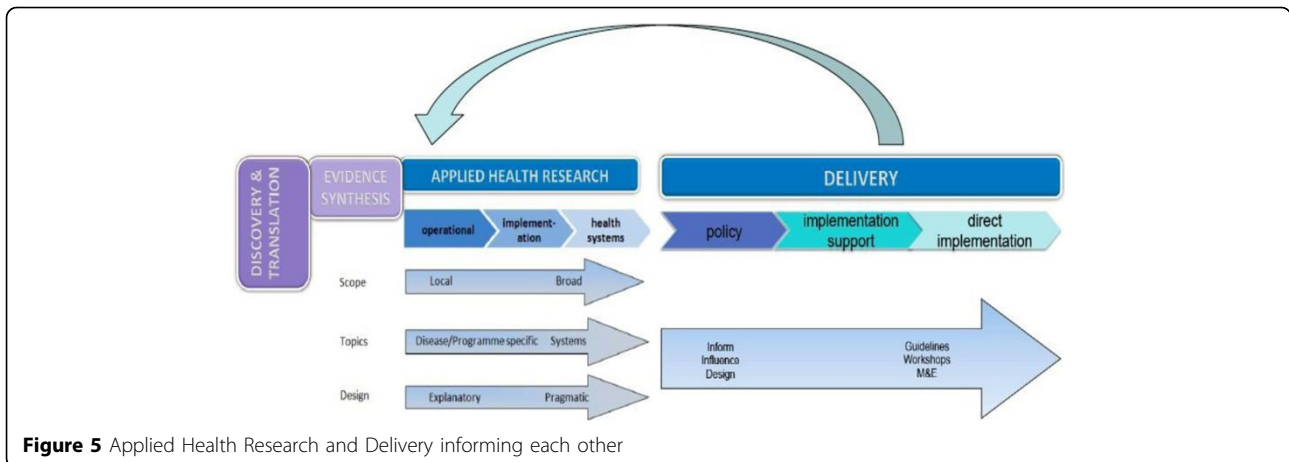 DISCOVERY &
TRANSLATION
EVIDENCE
SYNTHESIS
APPLIED HEALTH RESEARCH
DELIVERY
operational
implement-
ation
health
systems
policy
implementation
support
direct
implementation
Scope
Local Broad
Topics
Disease/Programme specific Systems
Design
Explanatory Pragmatic
Inform
Influence
Design
Guidelines
Workshops
M&E
Figure 5 Applied Health Research and Delivery informing each other